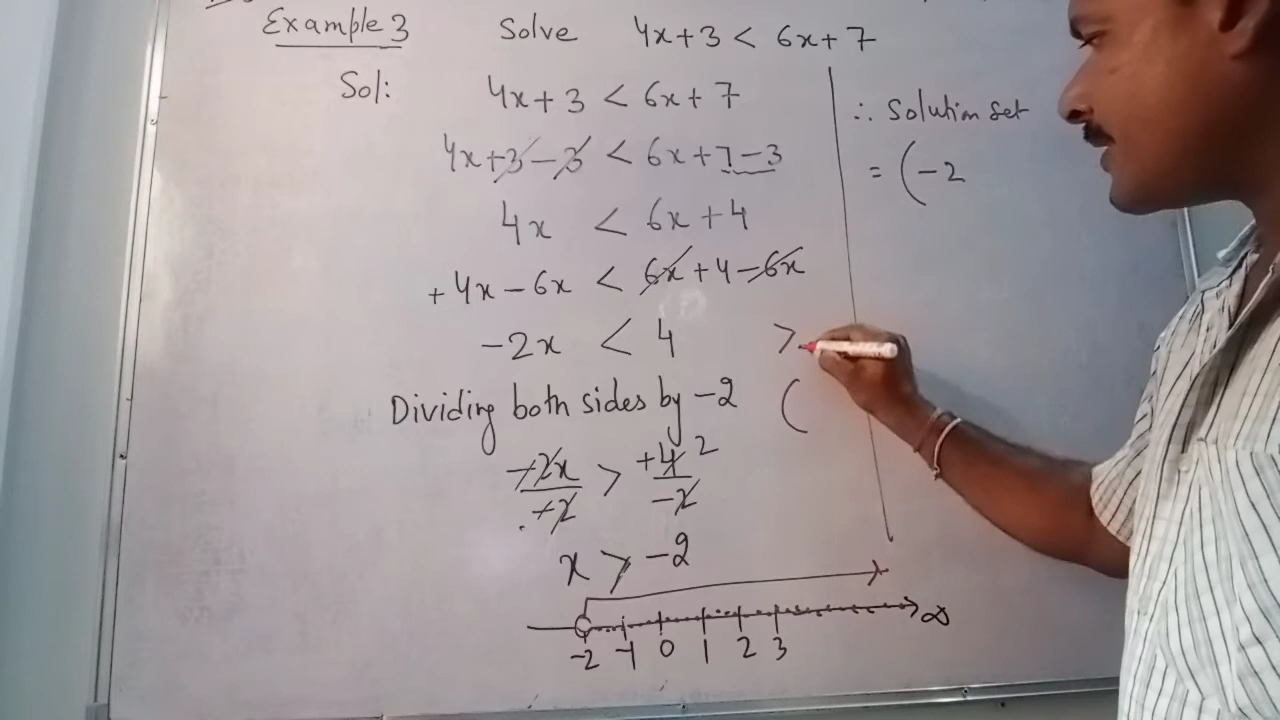 Example 3 Solve 4x+3 < 6x+7
Sol: 4x+3 < 6x+7
4x+3-3 < 6x+7-3
4x < 6x+4
+4x-6x < 6x+4-6x
-2x < 4
Dividing both sides by -2
-2x/-2 > +4/-2 2
x > -2
-2 -1 0 1 2 3 ∞
∴ Solution set
= (-2
>
(